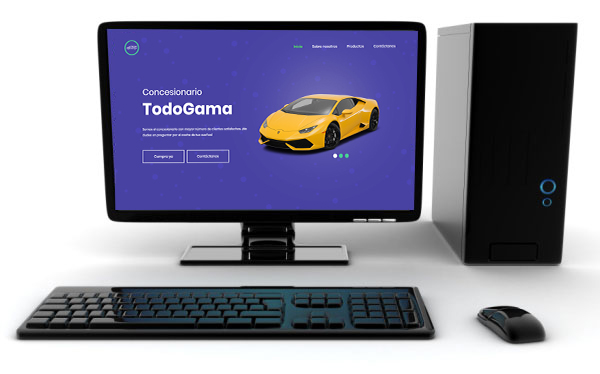 Inicio Sobre nosotros Productos Contáctanos
Concesionario
TodoGama
Somos el concesionario con mayor número de clientes satisfechos, ¡No
dudes en preguntar por el coche de tus sueños!
Compra ya Contáctanos